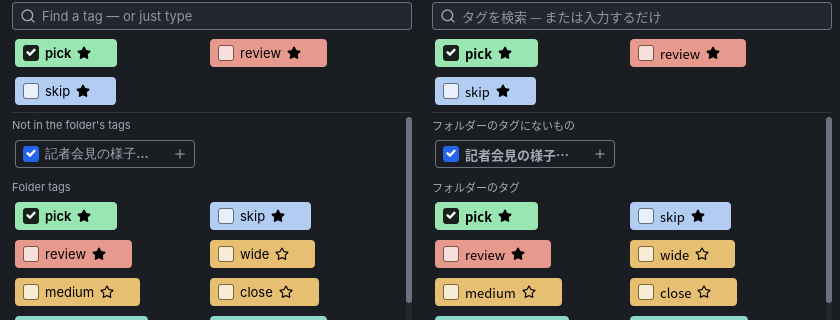 Find a tag — or just type
pick ★ review ★
skip ★
Not in the folder's tags
記者会見の様子... +
Folder tags
pick ★ skip ★
review ★ wide ☆
medium ☆ close ☆
タグを検索 — または入力するだけ
pick ★ review ★
skip ★
フォルダーのタグにないもの
記者会見の様子… +
フォルダーのタグ
pick ★ skip ★
review ★ wide ☆
medium ☆ close ☆